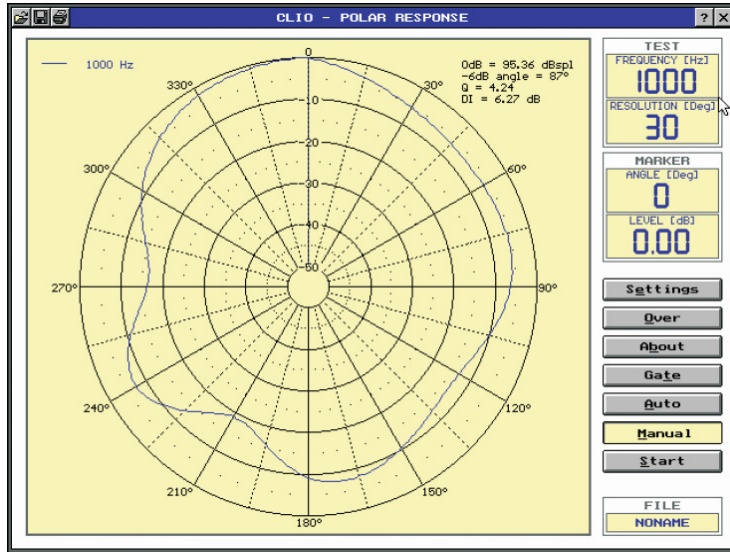 CLIO - POLAR RESPONSE
? X
1000 Hz
0dB = 95.36 dBspl
-6dB angle = 87°
Q = 4.24
DI = 6.27 dB
0
330°
30°
-10
-20
300°
60°
-30
-40
-50
270°
90°
240°
120°
210°
150°
180°
TEST
FREQUENCY [Hz]
1000
RESOLUTION [Deg]
30
MARKER
ANGLE [Deg]
0
LEVEL [dB]
0.00
Settings
Over
About
Gate
Auto
Manual
Start
FILE
NONAME